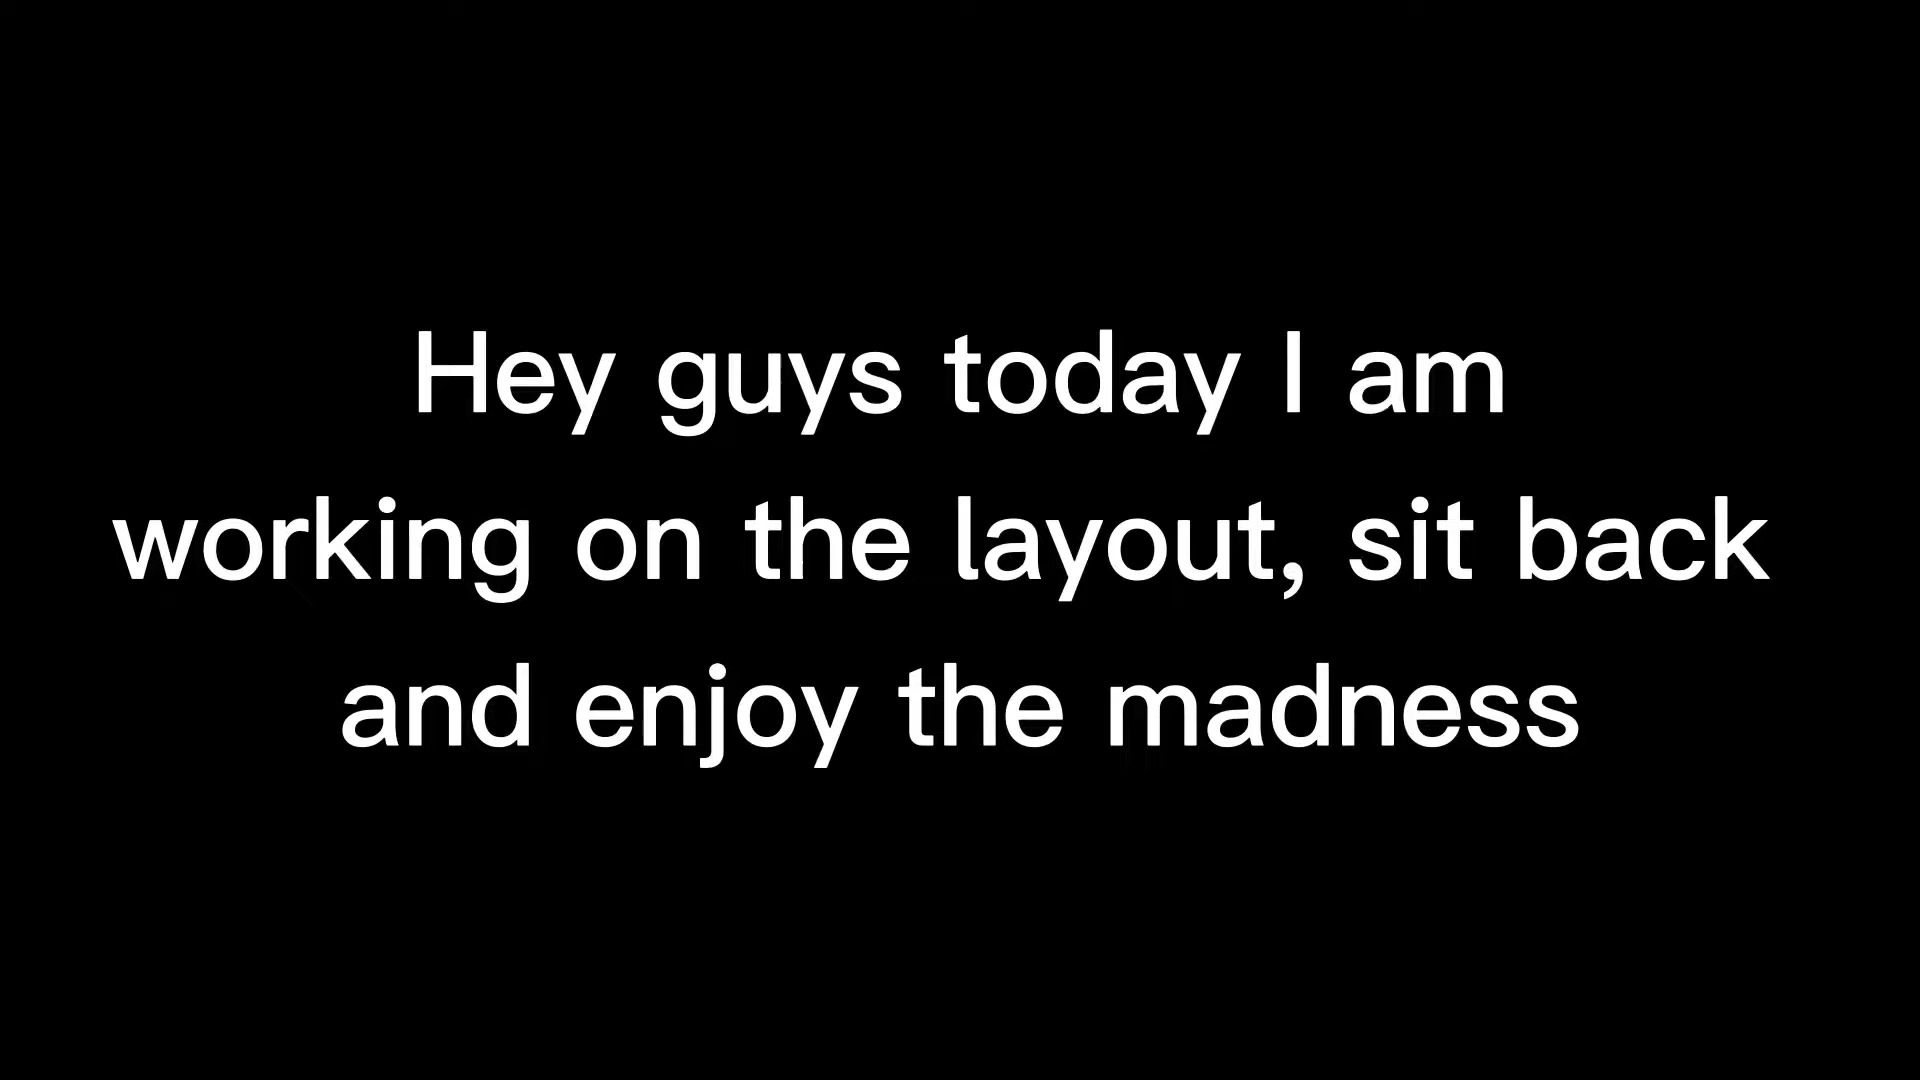 Hey guys today I am
working on the layout, sit back
and enjoy the madness